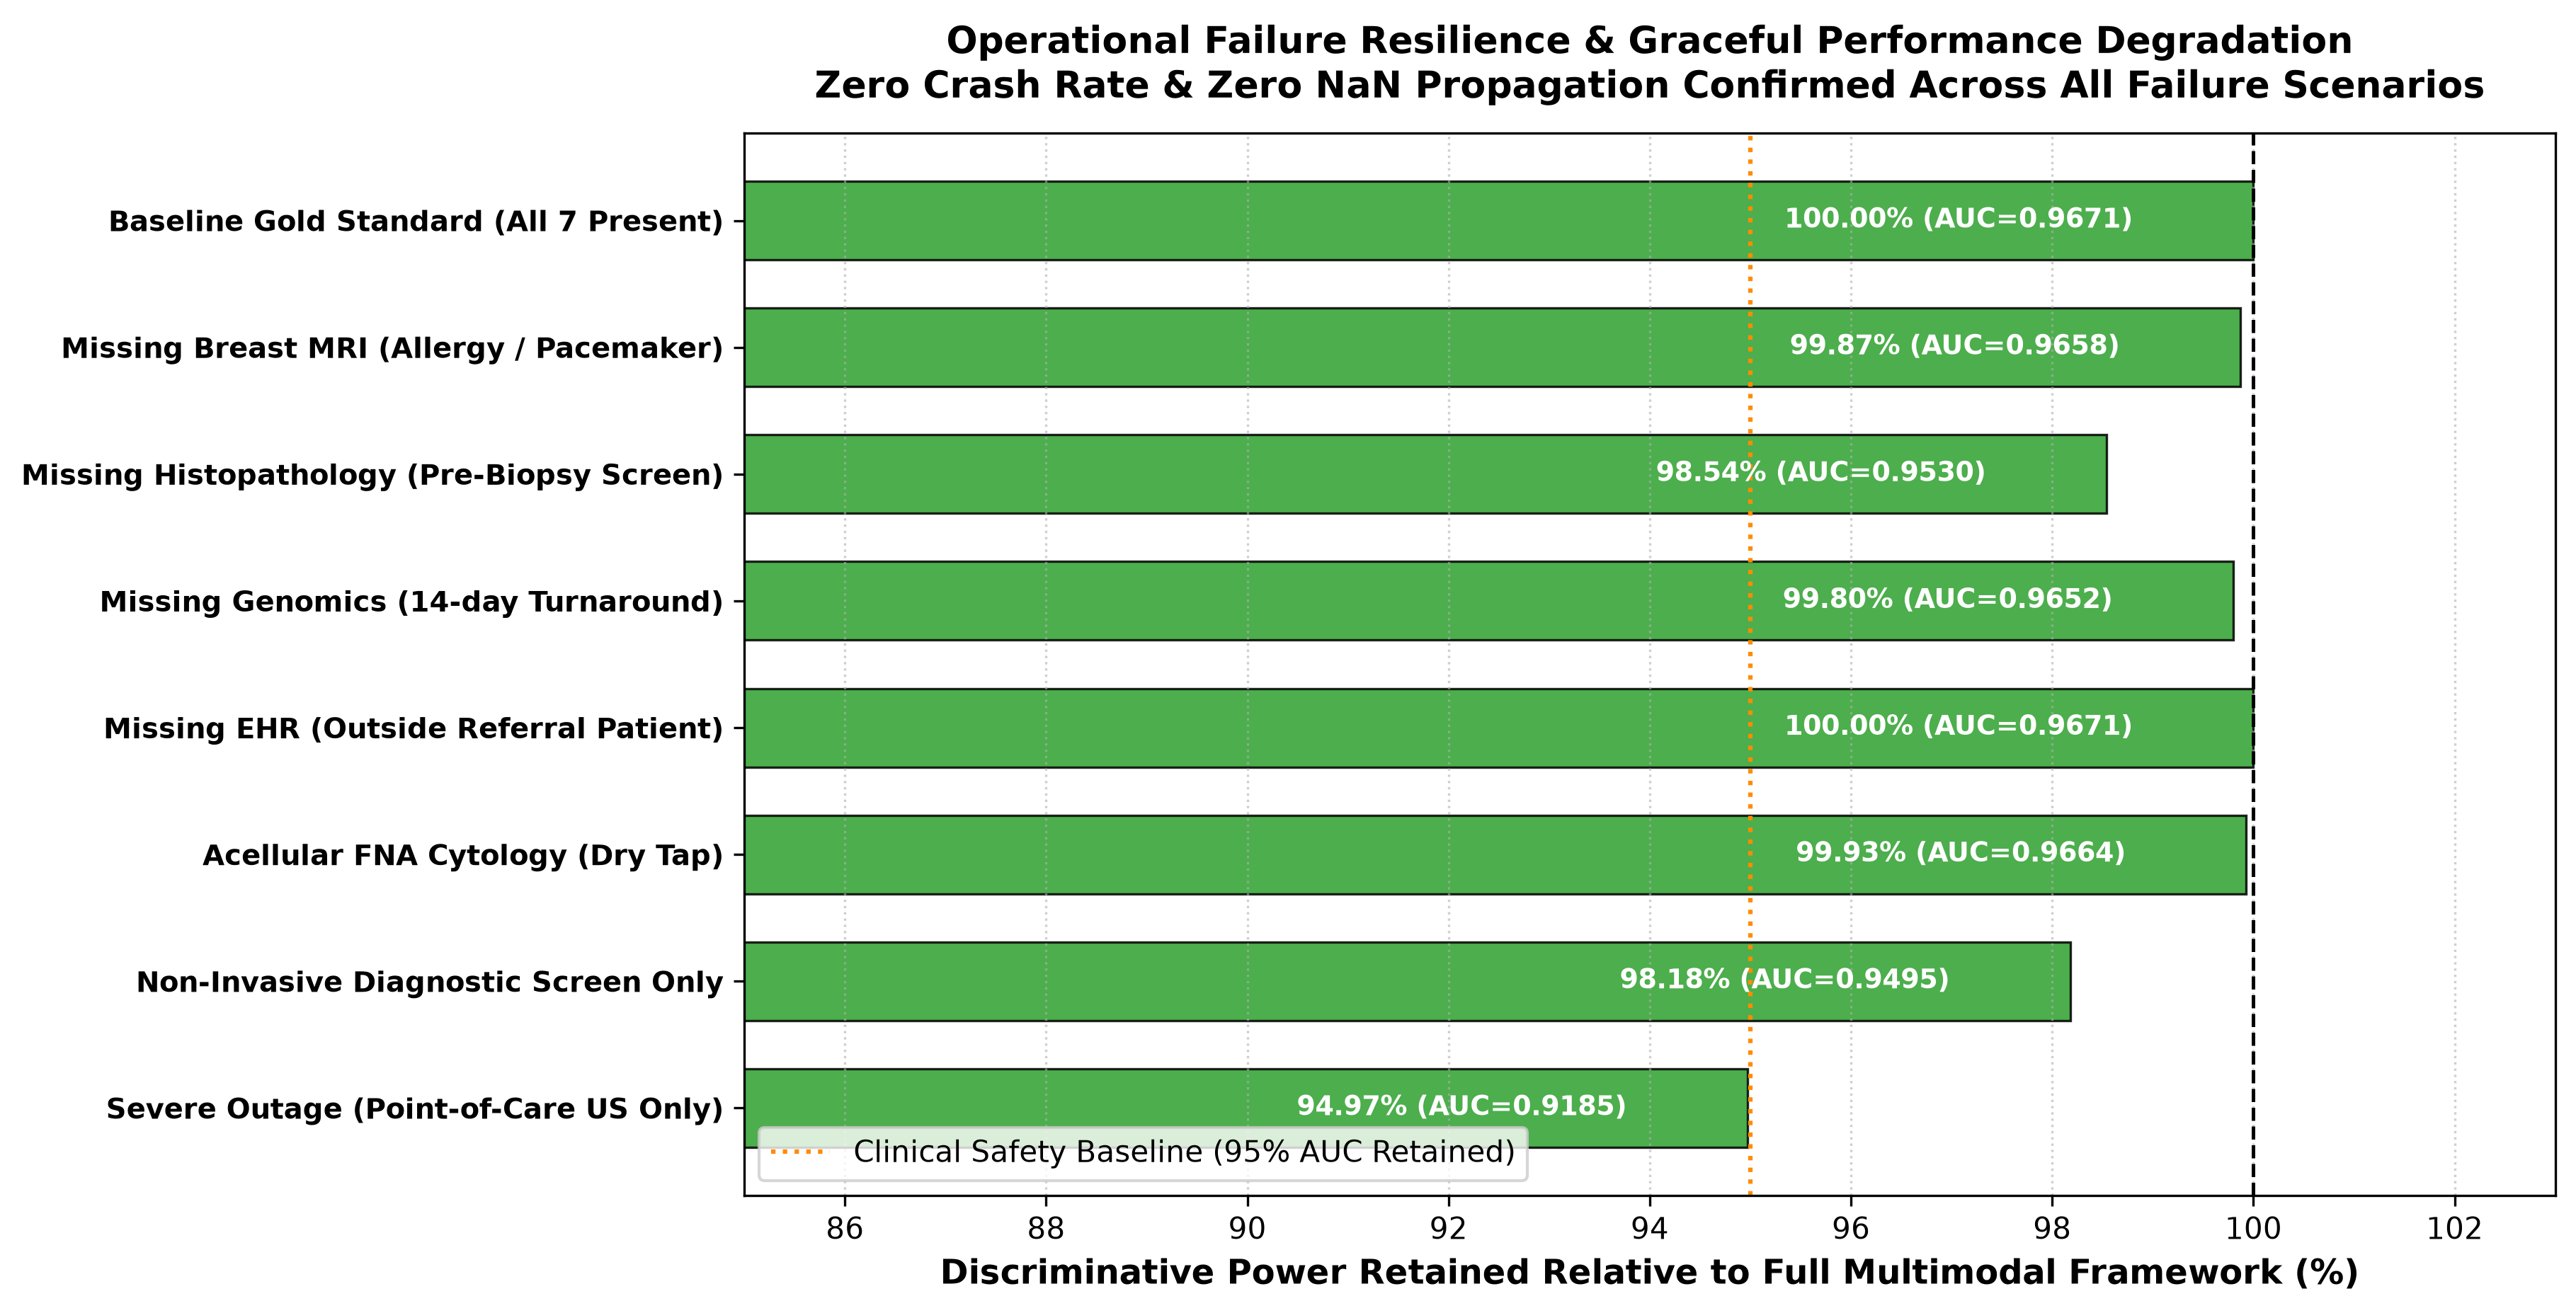 Operational Failure Resilience & Graceful Performance Degradation
Zero Crash Rate & Zero NaN Propagation Confirmed Across All Failure Scenarios
Baseline Gold Standard (All 7 Present)
100.00% (AUC=0.9671)
Missing Breast MRI (Allergy / Pacemaker)
99.87% (AUC=0.9658)
Missing Histopathology (Pre-Biopsy Screen)
98.54% (AUC=0.9530)
Missing Genomics (14-day Turnaround)
99.80% (AUC=0.9652)
Missing EHR (Outside Referral Patient)
100.00% (AUC=0.9671)
Acellular FNA Cytology (Dry Tap)
99.93% (AUC=0.9664)
Non-Invasive Diagnostic Screen Only
98.18% (AUC=0.9495)
Severe Outage (Point-of-Care US Only)
94.97% (AUC=0.9185)
Clinical Safety Baseline (95% AUC Retained)
86 88 90 92 94 96 98 100 102
Discriminative Power Retained Relative to Full Multimodal Framework (%)